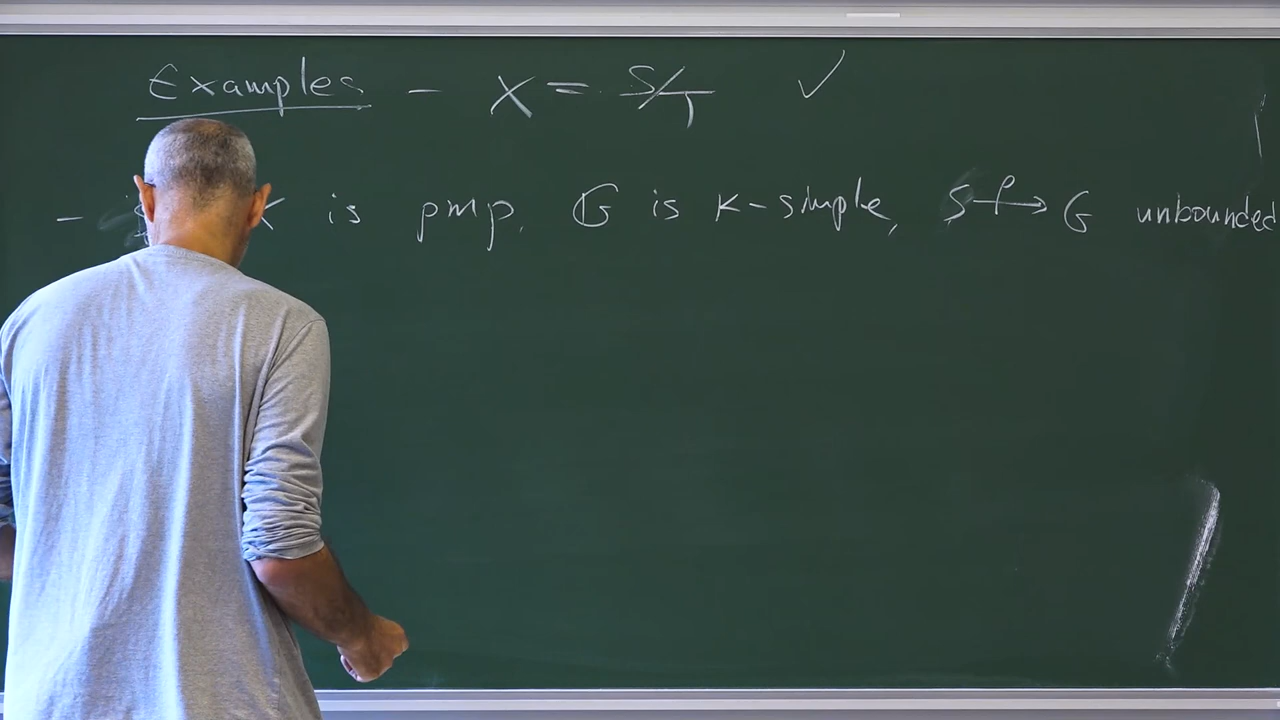 Examples - X = S/T ✓
- X is pmp, G is k-simple, S →ρ G unbounded